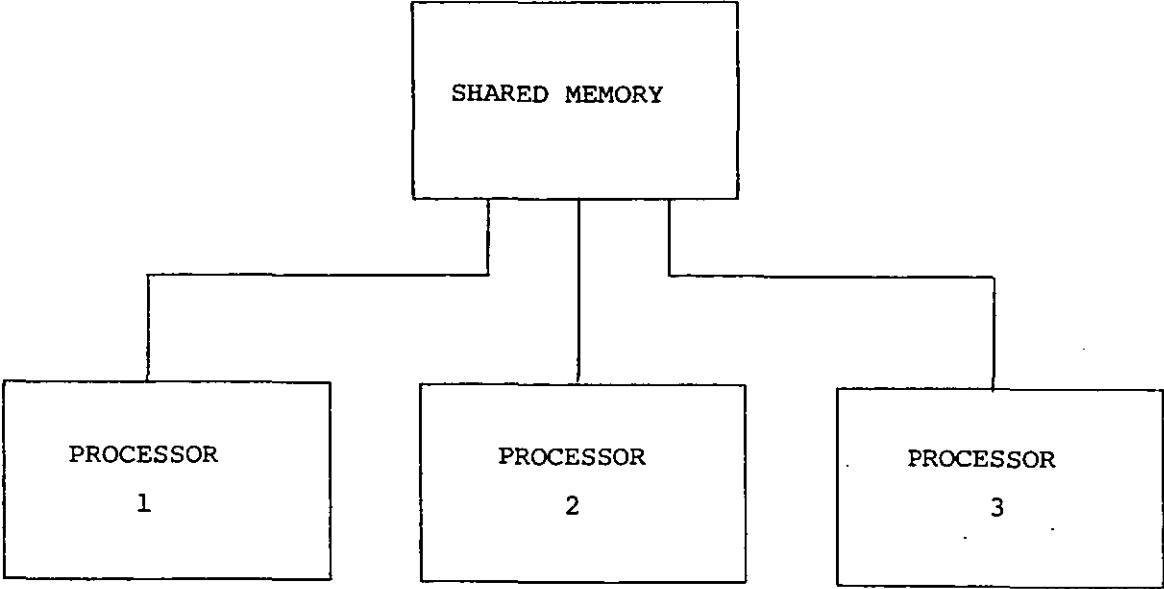 SHARED MEMORY
PROCESSOR
1
PROCESSOR
2
PROCESSOR
3